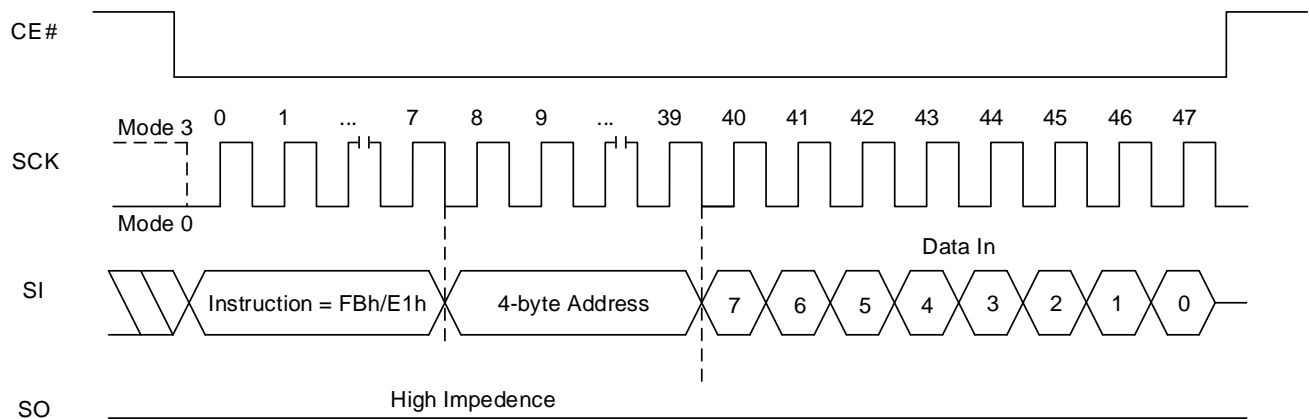 CE#
0 1 ... 7 8 9 ... 39 40 41 42 43 44 45 46 47
Mode 3
SCK
Mode 0
Data In
SI
Instruction = FBh/E1h 4-byte Address 7 6 5 4 3 2 1 0
High Impedence
SO